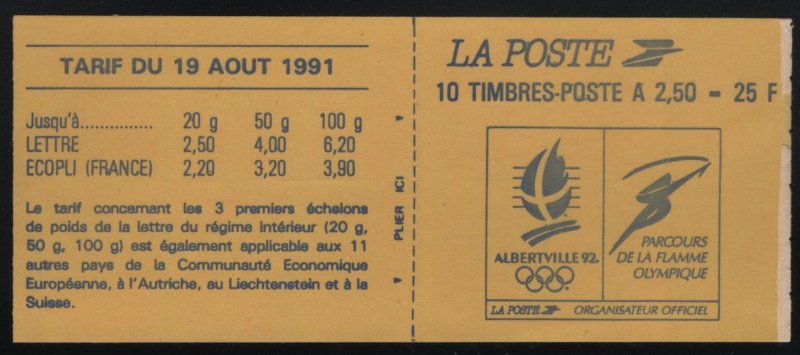 TARIF DU 19 AOUT 1991
Jusqu'à............... 20 g 50 g 100 g
LETTRE 2,50 4,00 6,20
ECOPLI (FRANCE) 2,20 3,20 3,90
Le tarif concernant les 3 premiers échelons
de poids de la lettre du régime intérieur (20 g,
50 g, 100 g) est également applicable aux 11
autres pays de la Communauté Economique
Européenne, à l'Autriche, au Liechtenstein et à la
Suisse.
PLIER ICI
LA POSTE
10 TIMBRES-POSTE A 2,50 = 25 F
ALBERTVILLE 92.
PARCOURS
DE LA FLAMME
OLYMPIQUE
LA POSTE ORGANISATEUR OFFICIEL